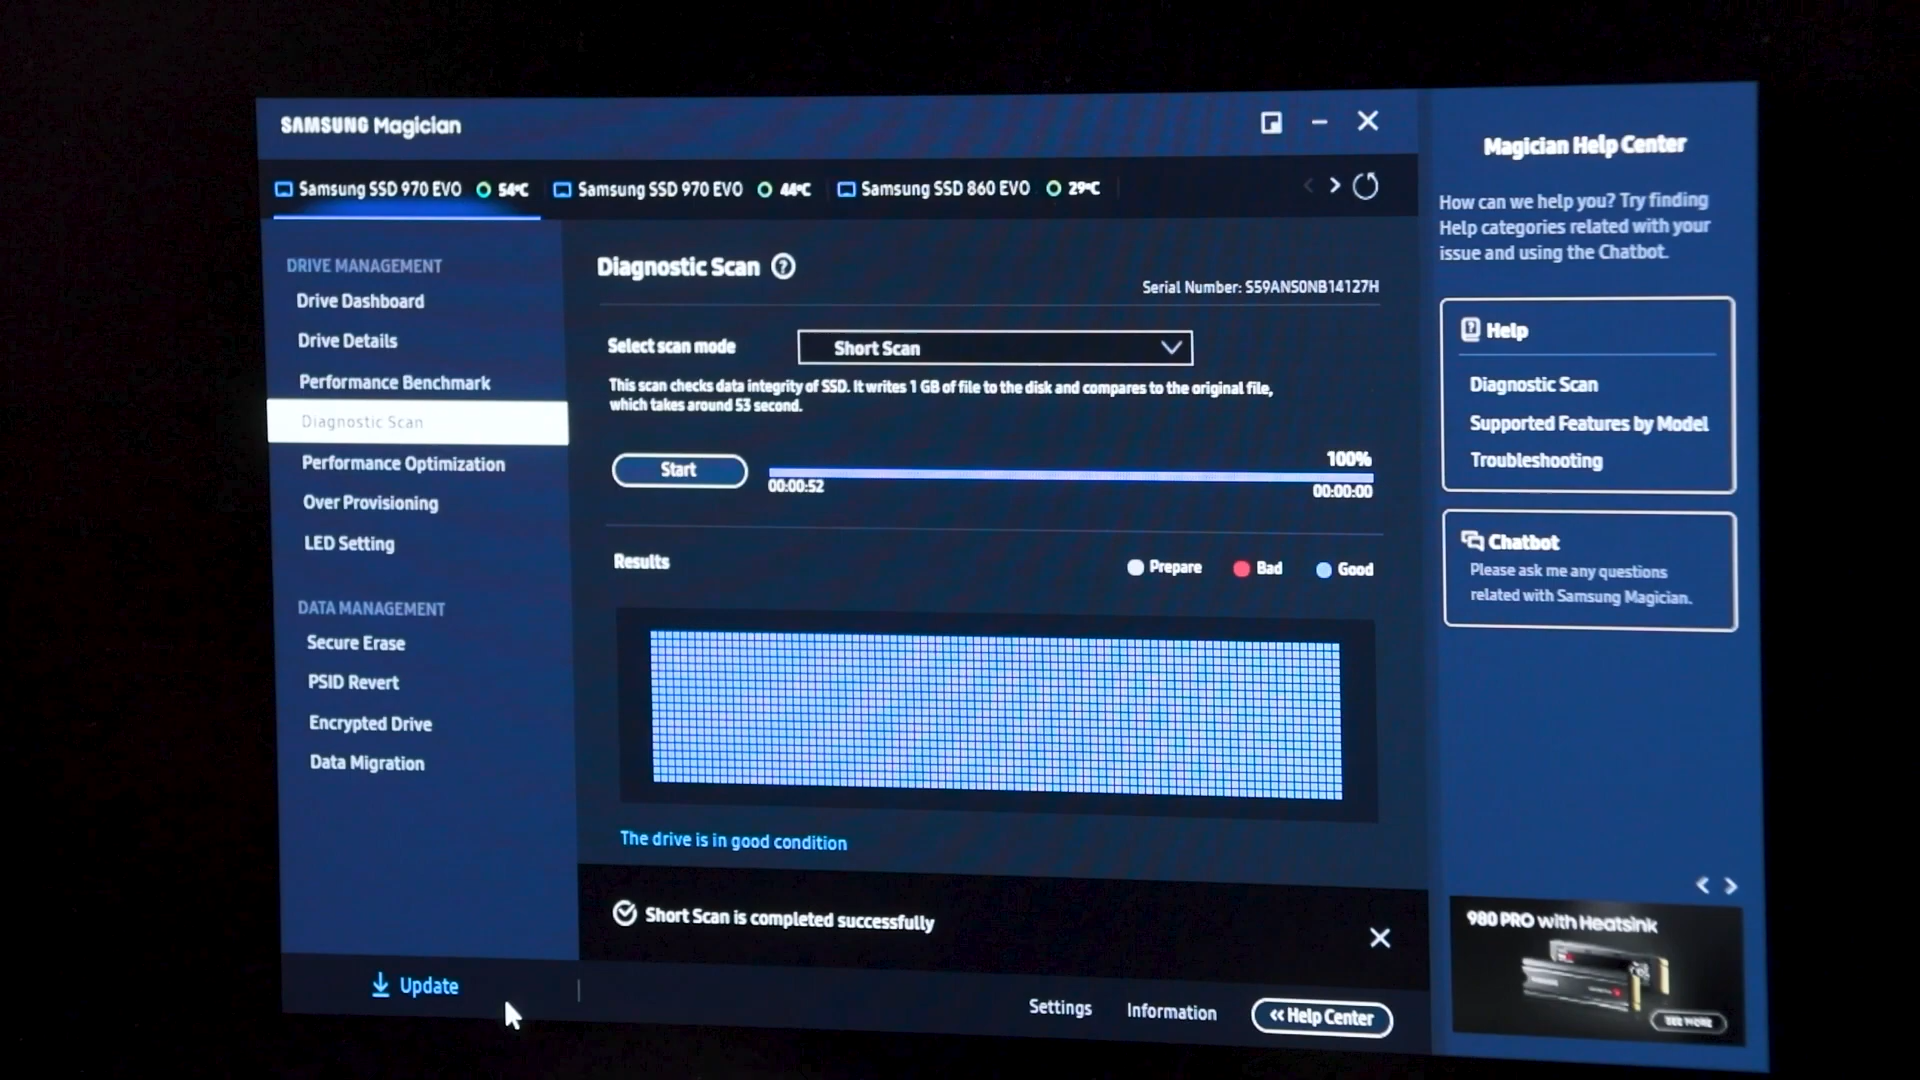 SAMSUNG Magician
Samsung SSD 970 EVO 54°C Samsung SSD 970 EVO 44°C Samsung SSD 860 EVO 29°C
DRIVE MANAGEMENT
Drive Dashboard
Drive Details
Performance Benchmark
Diagnostic Scan
Performance Optimization
Over Provisioning
LED Setting
DATA MANAGEMENT
Secure Erase
PSID Revert
Encrypted Drive
Data Migration
Update
Diagnostic Scan ?
Serial Number: S59ANS0NB14127H
Select scan mode Short Scan
This scan checks data integrity of SSD. It writes 1 GB of file to the disk and compares to the original file,
which takes around 53 second.
Start
100%
00:00:52 00:00:00
Results
Prepare Bad Good
The drive is in good condition
Short Scan is completed successfully
Settings Information << Help Center
Magician Help Center
How can we help you? Try finding
Help categories related with your
issue and using the Chatbot.
Help
Diagnostic Scan
Supported Features by Model
Troubleshooting
Chatbot
Please ask me any questions
related with Samsung Magician.
980 PRO with Heatsink
SEE MORE